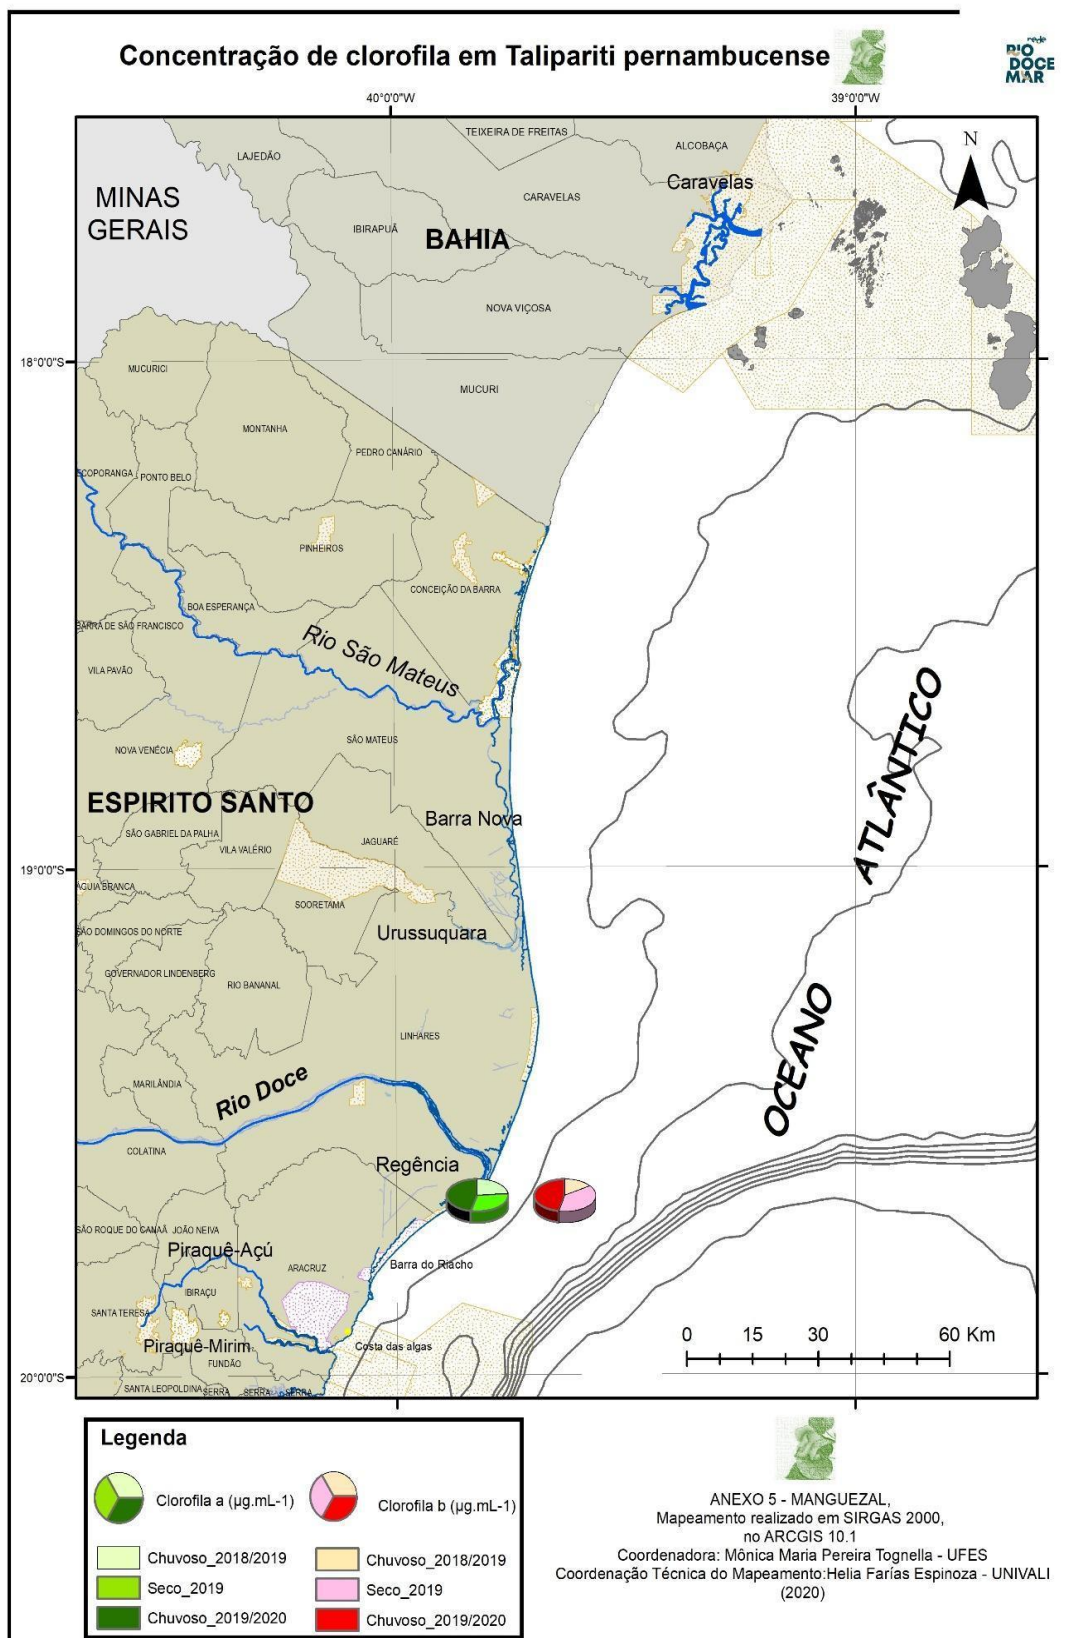 Concentração de clorofila em Talipariti pernambucense
rede
RIO
DOCE
MAR
40°0'0"W
39°0'0"W
TEIXEIRA DE FREITAS
LAJEDÃO
ALCOBAÇA
N
MINAS
GERAIS
Caravelas
CARAVELAS
IBIRAPUÃ
BAHIA
NOVA VIÇOSA
18°0'0"S
MUCURICI
MUCURI
MONTANHA
PEDRO CANÁRIO
ECOPORANGA
PONTO BELO
PINHEIROS
CONCEIÇÃO DA BARRA
BOA ESPERANÇA
BARRA DE SÃO FRANCISCO
Rio São Mateus
VILA PAVÃO
SÃO MATEUS
NOVA VENÉCIA
ATLÂNTICO
ESPIRITO SANTO
Barra Nova
SÃO GABRIEL DA PALHA
JAGUARÉ
VILA VALÉRIO
19°0'0"S
AGUIA BRANCA
SOORETAMA
SÃO DOMINGOS DO NORTE
Urussuquara
GOVERNADOR LINDENBERG
RIO BANANAL
LINHARES
OCEANO
MARILÂNDIA
Rio Doce
COLATINA
Regência
SÃO ROQUE DO CANAÃ
JOÃO NEIVA
Piraquê-Açú
ARACRUZ
Barra do Riacho
IBIRAÇU
SANTA TERESA
Piraquê-Mirim
Costa das algas
FUNDÃO
0 15 30 60 Km
20°0'0"S
SANTA LEOPOLDINA
SERRA
SERRA
SERRA
Legenda
Clorofila a (µg.mL-1)
Clorofila b (µg.mL-1)
Chuvoso_2018/2019
Chuvoso_2018/2019
Seco_2019
Seco_2019
Chuvoso_2019/2020
Chuvoso_2019/2020
ANEXO 5 - MANGUEZAL,
Mapeamento realizado em SIRGAS 2000,
no ARCGIS 10.1
Coordenadora: Mônica Maria Pereira Tognella - UFES
Coordenação Técnica do Mapeamento:Helia Farías Espinoza - UNIVALI
(2020)